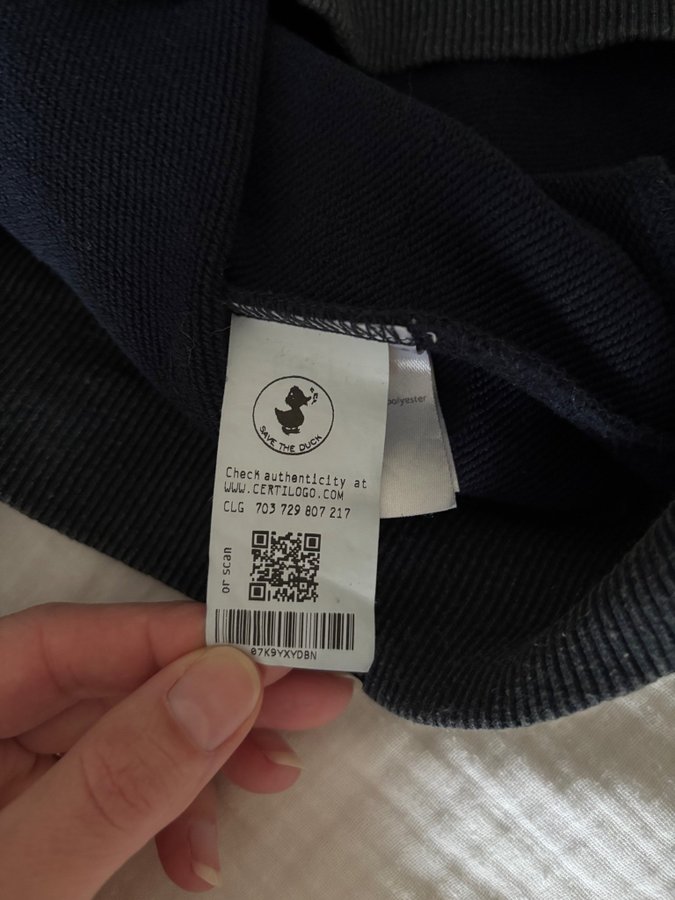 SAVE THE DUCK
polyester
Check authenticity at
WWW.CERTILOGO.COM
CLG 703 729 807 217
or scan
07K9YXYDBN